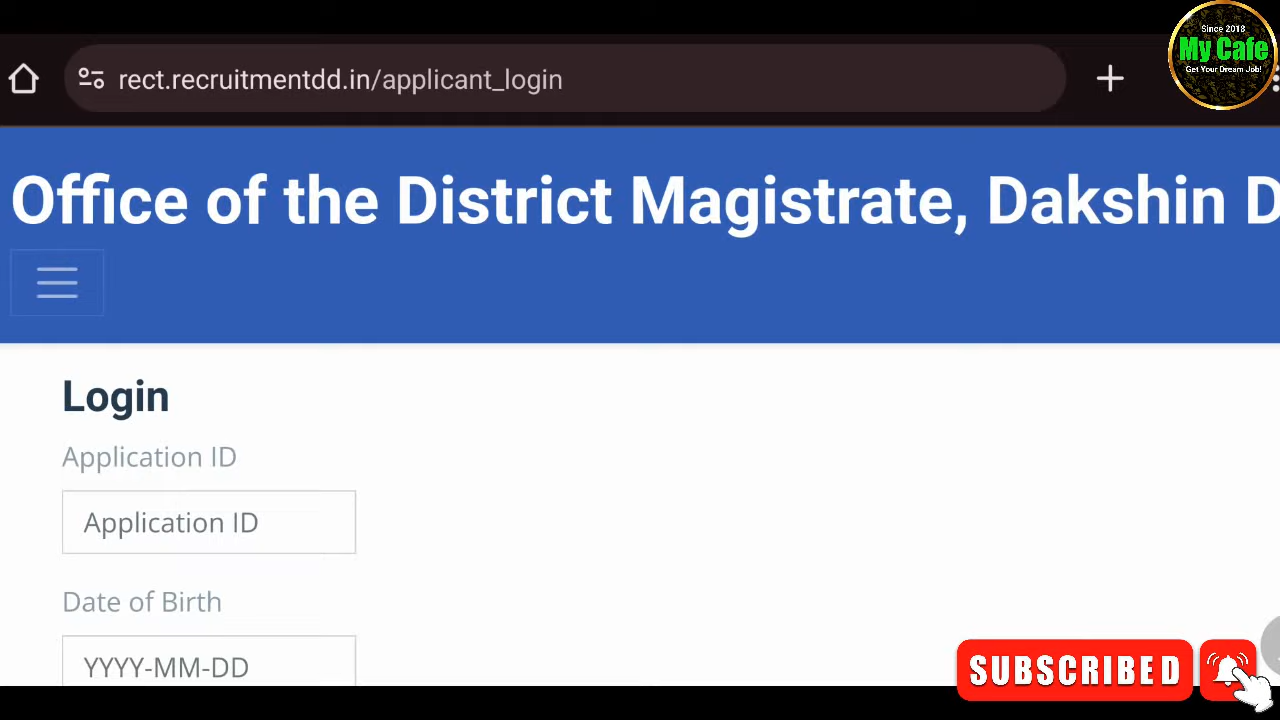 Since 2018
My Cafe
Get Your Dream Job!
rect.recruitmentdd.in/applicant_login
Office of the District Magistrate, Dakshin D
Login
Application ID
Application ID
Date of Birth
YYYY-MM-DD
SUBSCRIBED